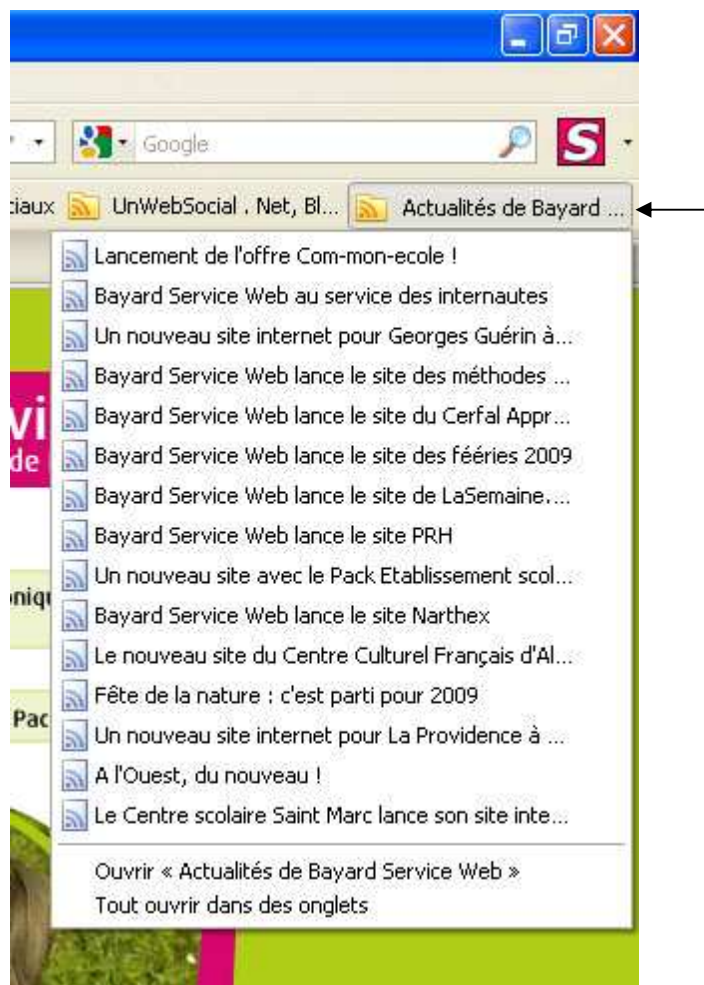 Google
S
ciaux UnWebSocial . Net, Bl... Actualités de Bayard ...
Lancement de l'offre Com-mon-ecole !
Bayard Service Web au service des internautes
Un nouveau site internet pour Georges Guérin à...
Bayard Service Web lance le site des méthodes ...
Bayard Service Web lance le site du Cerfal Appr...
vi
Bayard Service Web lance le site des fééries 2009
de
Bayard Service Web lance le site de LaSemaine....
Bayard Service Web lance le site PRH
Un nouveau site avec le Pack Etablissement scol...
oniqu
Bayard Service Web lance le site Narthex
Le nouveau site du Centre Culturel Français d'Al...
Fête de la nature : c'est parti pour 2009
Pac
Un nouveau site internet pour La Providence à ...
A l'Ouest, du nouveau !
Le Centre scolaire Saint Marc lance son site inte...
Ouvrir « Actualités de Bayard Service Web »
Tout ouvrir dans des onglets